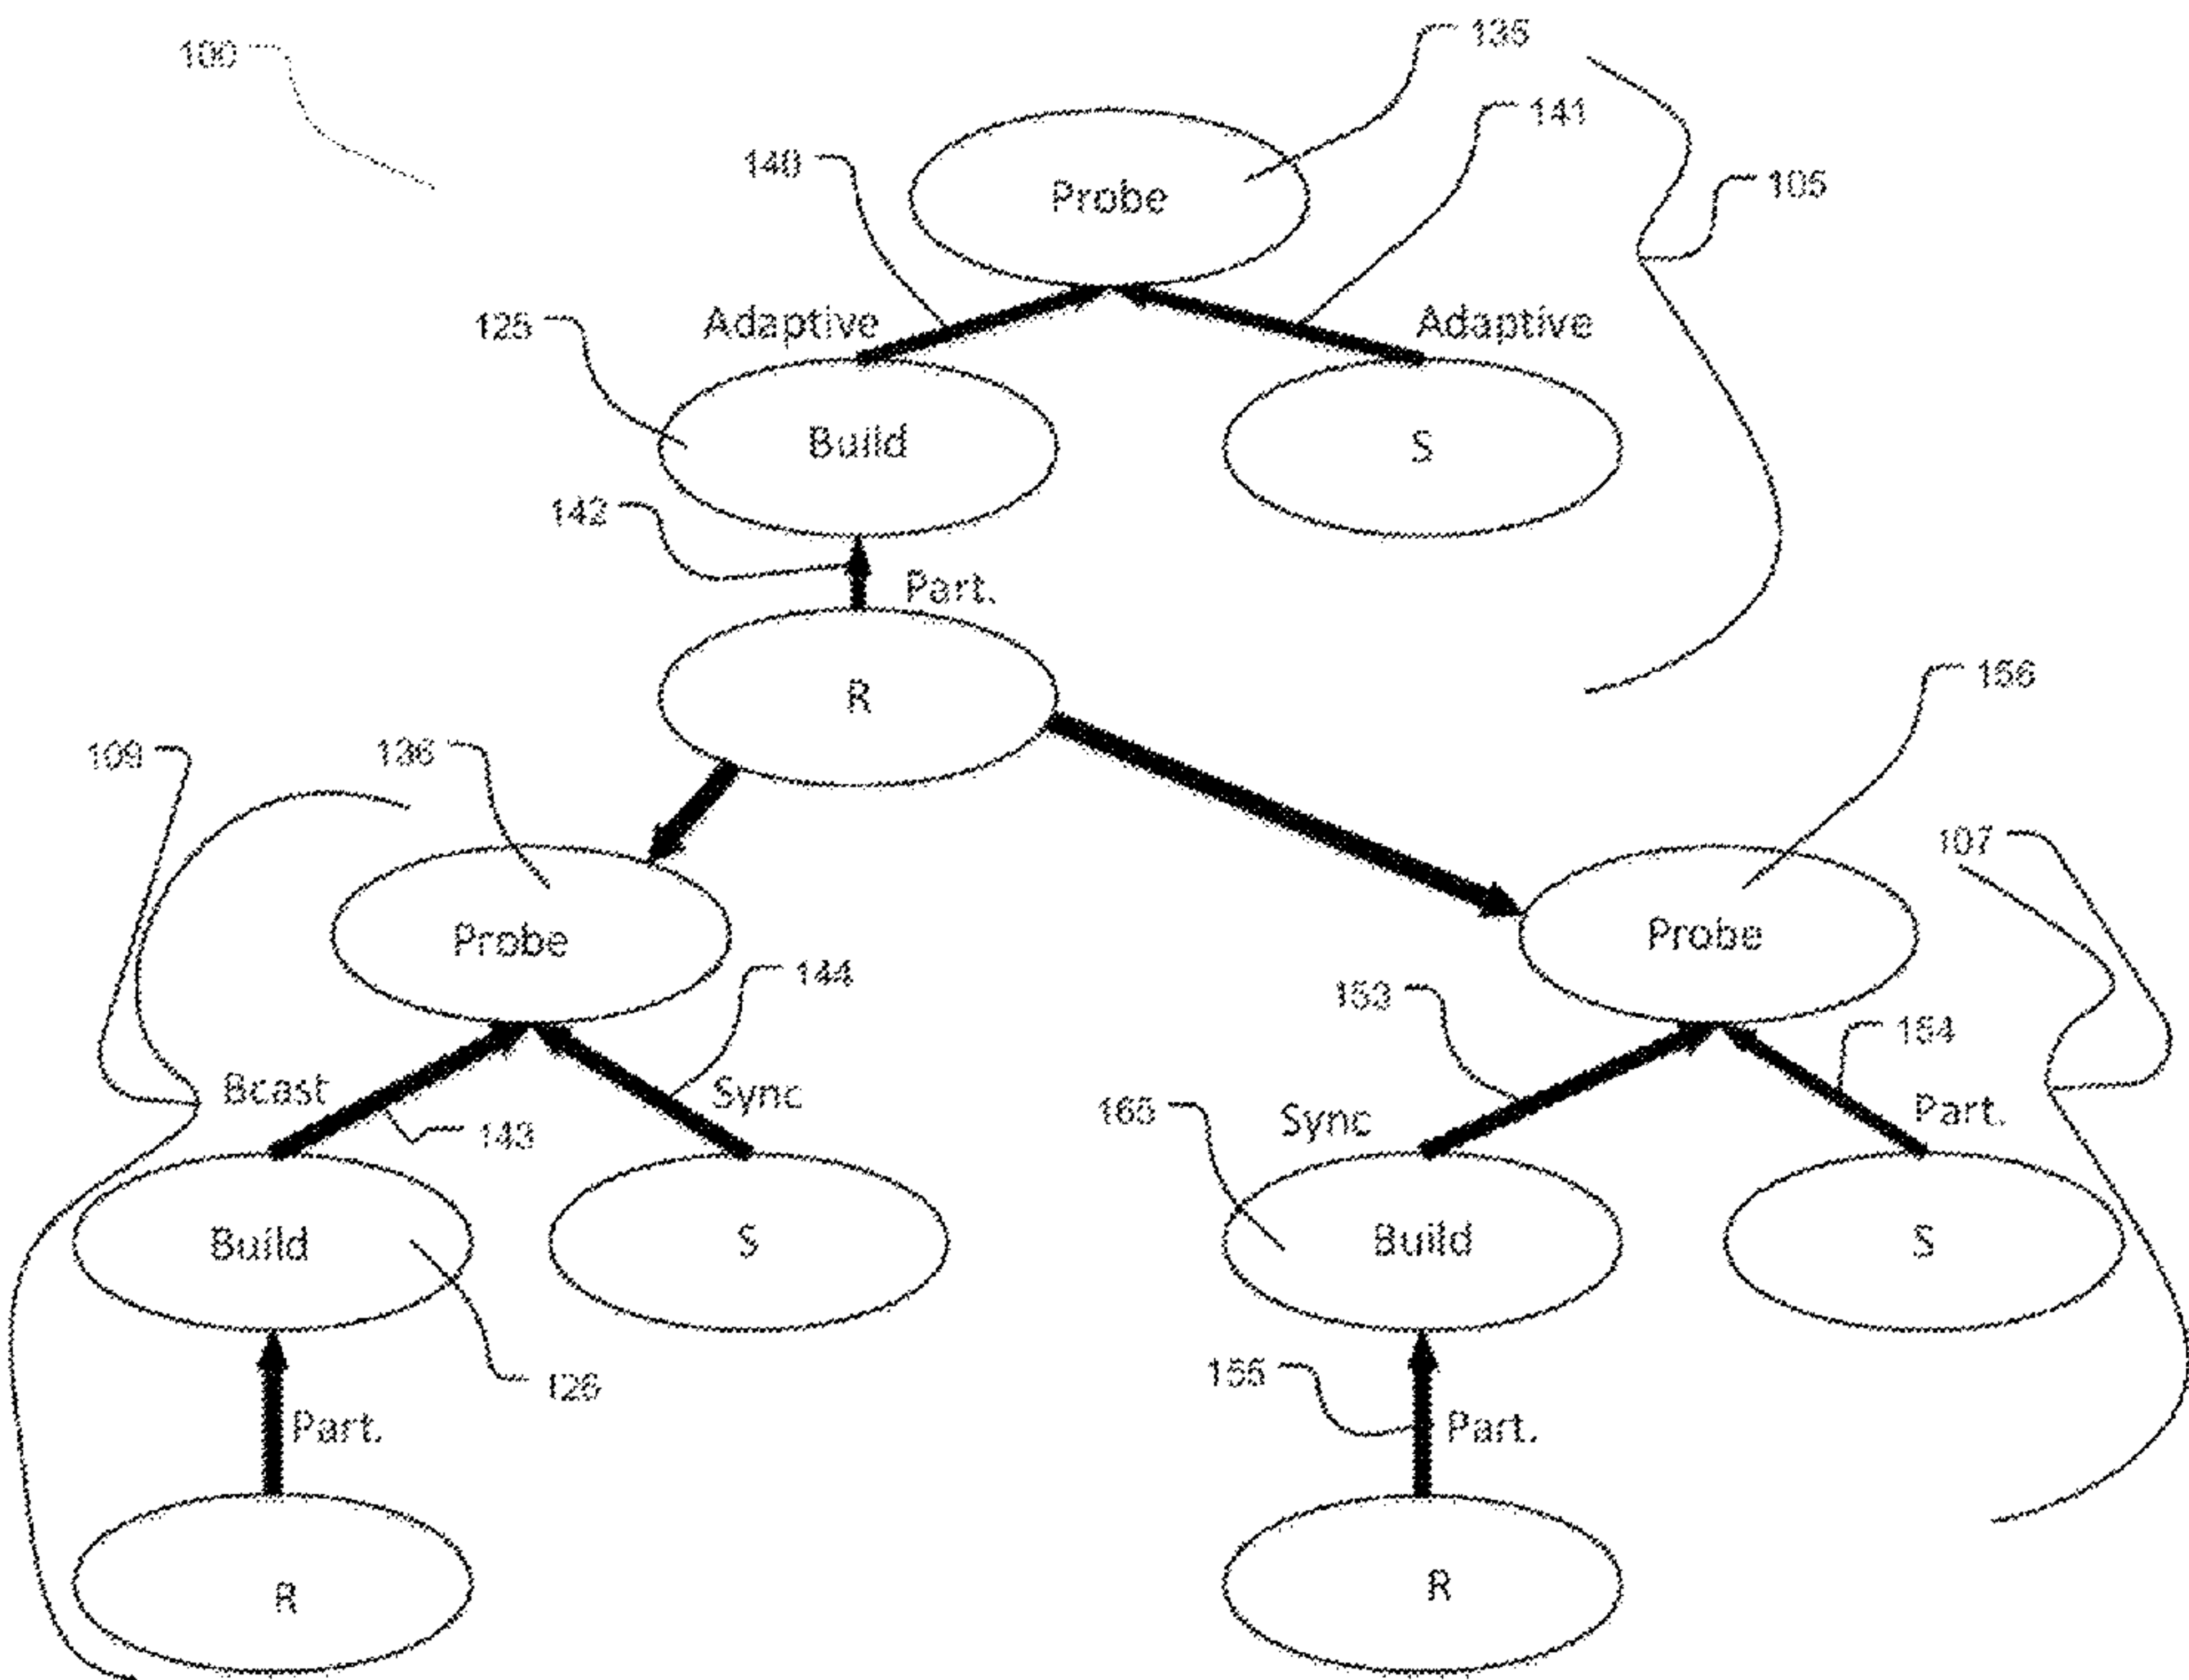 100
135
141
140
105
Probe
Adaptive
Adaptive
125
Build
S
142
Part.
R
156
109
136
107
Probe
Probe
144
153
154
Bcast
Sync
143
165
Sync
Part.
Build
S
Build
S
126
155
Part.
Part.
R
R